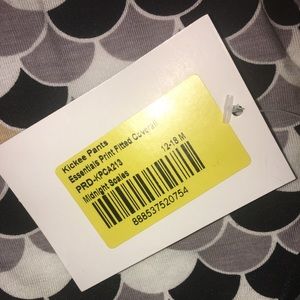 Kickee Pants
Essentials Print Fitted Coverall
PRD-KPCA213 12-18 M
Midnight Scales
888537520754